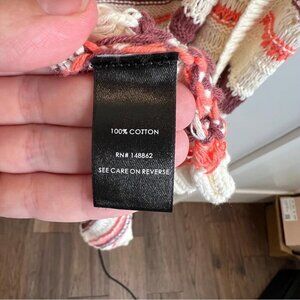 100% COTTON
RN# 148862
SEE CARE ON REVERSE